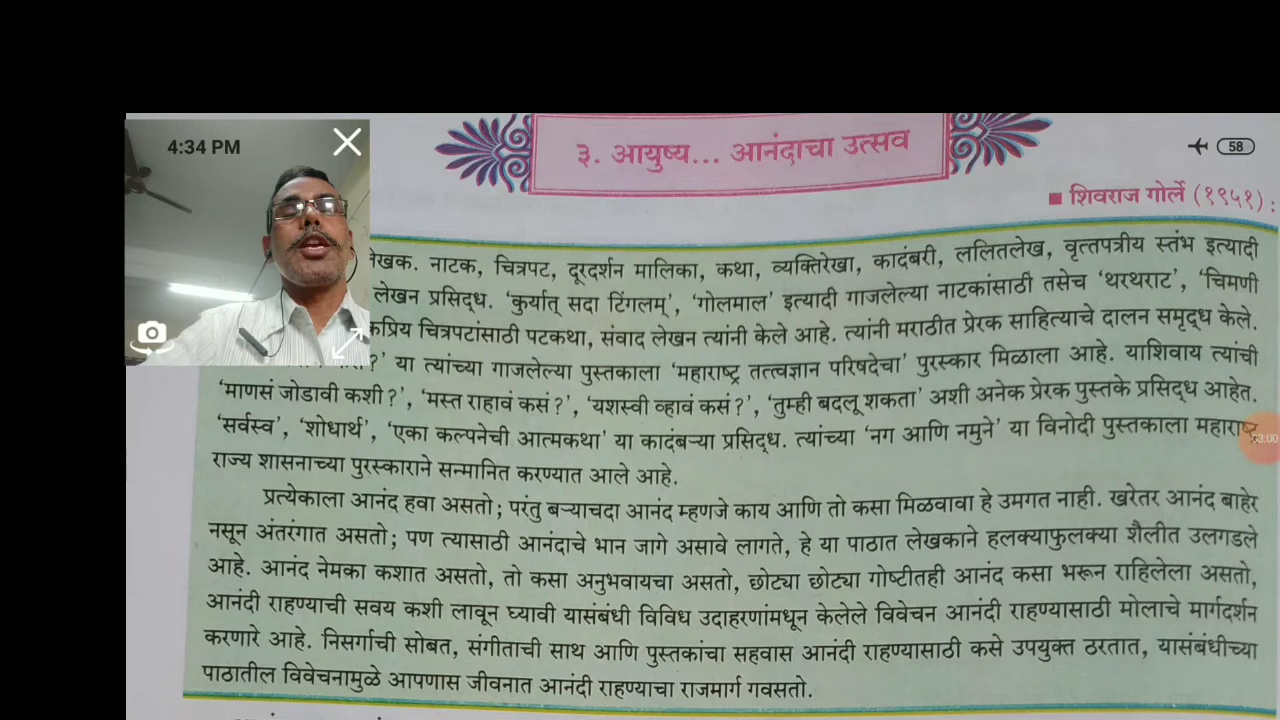 4:34 PM
58
३. आयुष्य... आनंदाचा उत्सव
■ शिवराज गोर्ले (१९५१) :
लेखक. नाटक, चित्रपट, दूरदर्शन मालिका, कथा, व्यक्तिरेखा, कादंबरी, ललितलेख, वृत्तपत्रीय स्तंभ इत्यादी
लेखन प्रसिद्ध. ‘कुर्यात् सदा टिंगलम्’, ‘गोलमाल’ इत्यादी गाजलेल्या नाटकांसाठी तसेच ‘थरथराट’, ‘चिमणी
चित्रपटांसाठी पटकथा, संवाद लेखन त्यांनी केले आहे. त्यांनी मराठीत प्रेरक साहित्याचे दालन समृद्ध केले.
?’ या त्यांच्या गाजलेल्या पुस्तकाला ‘महाराष्ट्र तत्त्वज्ञान परिषदेचा’ पुरस्कार मिळाला आहे. याशिवाय त्यांची
‘माणसं जोडावी कशी?’, ‘मस्त राहावं कसं?’, ‘यशस्वी व्हावं कसं?’, ‘तुम्ही बदलू शकता’ अशी अनेक प्रेरक पुस्तके प्रसिद्ध आहेत.
‘सर्वस्व’, ‘शोधार्थ’, ‘एका कल्पनेची आत्मकथा’ या कादंबऱ्या प्रसिद्ध. त्यांच्या ‘नग आणि नमुने’ या विनोदी पुस्तकाला महाराष्ट्र
03:00
राज्य शासनाच्या पुरस्काराने सन्मानित करण्यात आले आहे.
प्रत्येकाला आनंद हवा असतो; परंतु बऱ्याचदा आनंद म्हणजे काय आणि तो कसा मिळवावा हे उमगत नाही. खरेतर आनंद बाहेर
नसून अंतरंगात असतो; पण त्यासाठी आनंदाचे भान जागे असावे लागते, हे या पाठात लेखकाने हलक्याफुलक्या शैलीत उलगडले
आहे. आनंद नेमका कशात असतो, तो कसा अनुभवायचा असतो, छोट्या छोट्या गोष्टीतही आनंद कसा भरून राहिलेला असतो,
आनंदी राहण्याची सवय कशी लावून घ्यावी यासंबंधी विविध उदाहरणांमधून केलेले विवेचन आनंदी राहण्यासाठी मोलाचे मार्गदर्शन
करणारे आहे. निसर्गाची सोबत, संगीताची साथ आणि पुस्तकांचा सहवास आनंदी राहण्यासाठी कसे उपयुक्त ठरतात, यासंबंधीच्या
पाठातील विवेचनामुळे आपणास जीवनात आनंदी राहण्याचा राजमार्ग गवसतो.